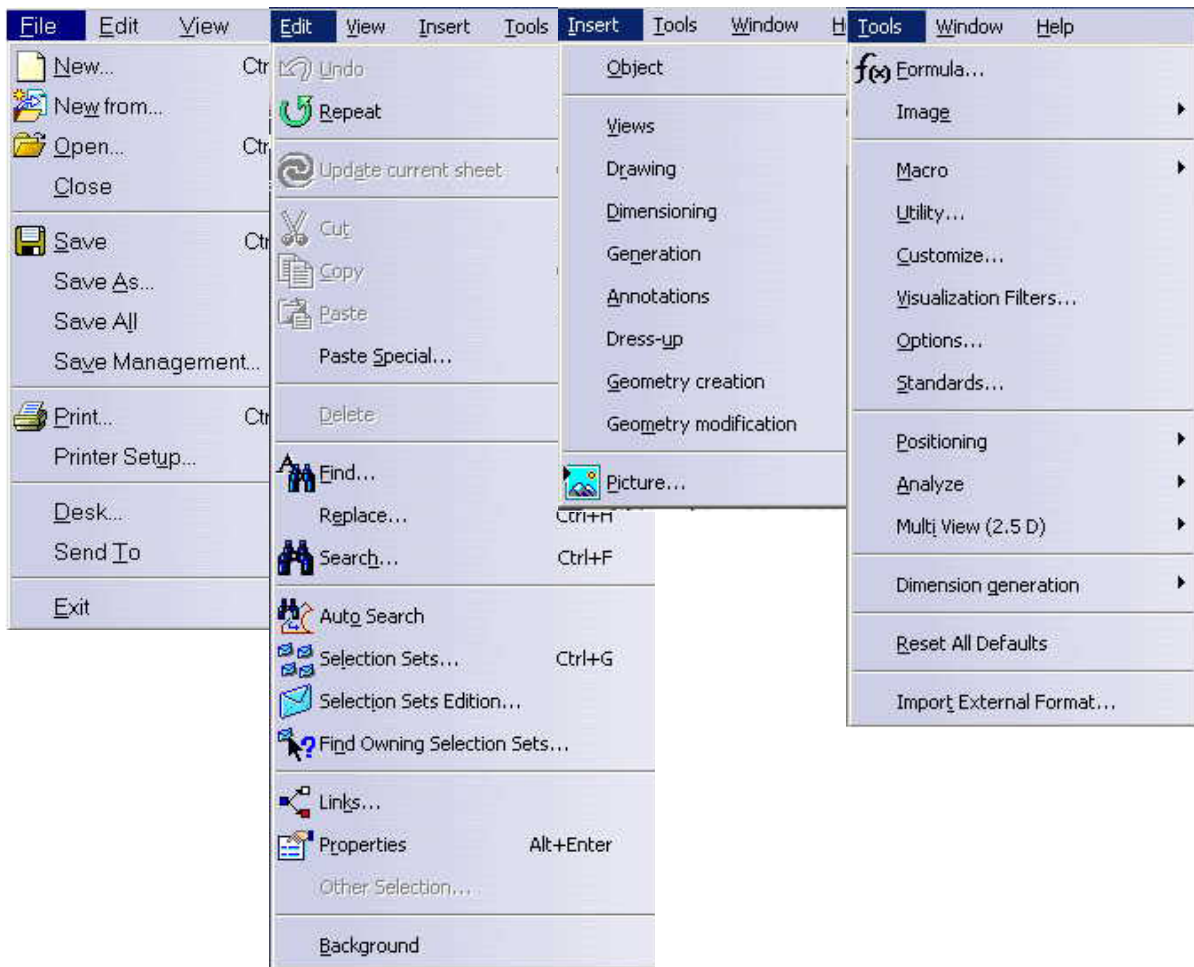 File Edit View
New... Ctr
New from...
Open... Ctr
Close
Save Ctr
Save As...
Save All
Save Management...
Print... Ctr
Printer Setup...
Desk...
Send To
Exit
Edit View Insert Tools
Undo
Repeat
Update current sheet
Cut
Copy
Paste
Paste Special...
Delete
Find...
Replace... Ctrl+H
Search... Ctrl+F
Auto Search
Selection Sets... Ctrl+G
Selection Sets Edition...
Find Owning Selection Sets...
Links...
Properties Alt+Enter
Other Selection...
Background
Insert Tools Window H
Object
Views
Drawing
Dimensioning
Generation
Annotations
Dress-up
Geometry creation
Geometry modification
Picture...
Tools Window Help
f(x) Formula...
Image
Macro
Utility...
Customize...
Visualization Filters...
Options...
Standards...
Positioning
Analyze
Multi View (2.5 D)
Dimension generation
Reset All Defaults
Import External Format...